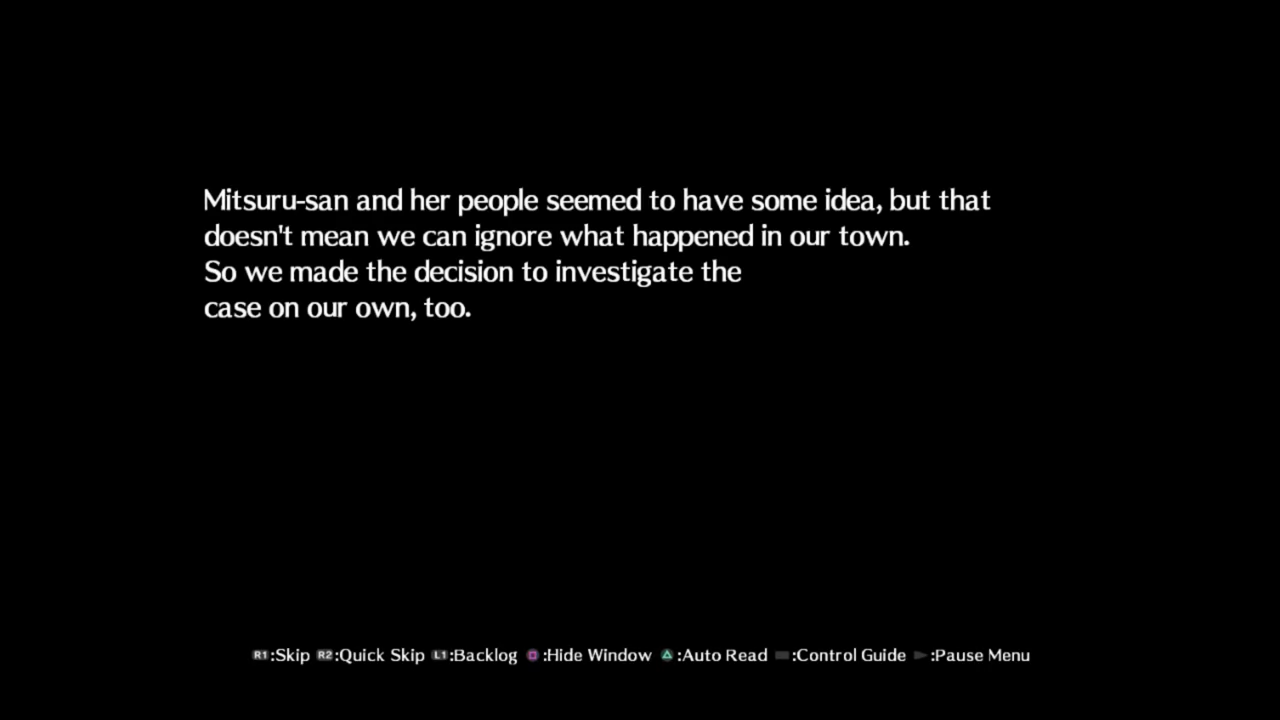 Mitsuru-san and her people seemed to have some idea, but that
doesn't mean we can ignore what happened in our town.
So we made the decision to investigate the
case on our own, too.
R1:Skip R2:Quick Skip L1:Backlog :Hide Window :Auto Read :Control Guide :Pause Menu